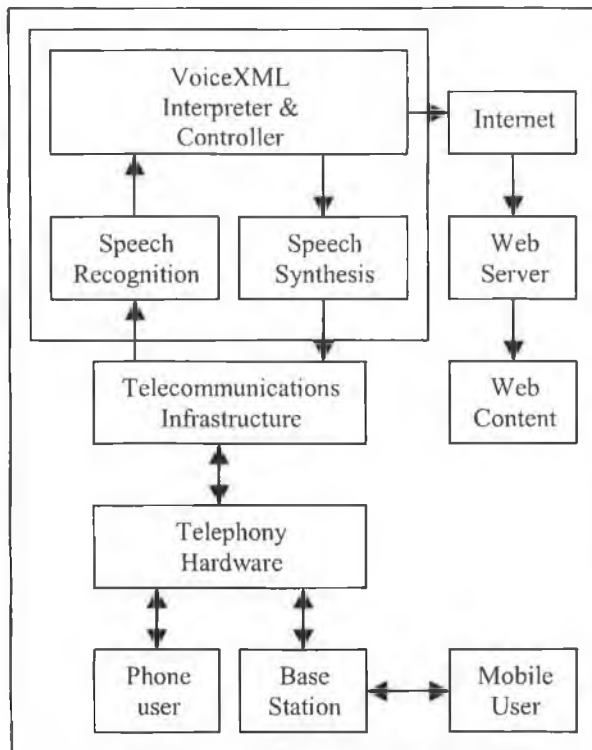 VoiceXML
Interpreter &
Controller
Internet
Speech
Recognition
Speech
Synthesis
Web
Server
Telecommunications
Infrastructure
Web
Content
Telephony
Hardware
Phone
user
Base
Station
Mobile
User